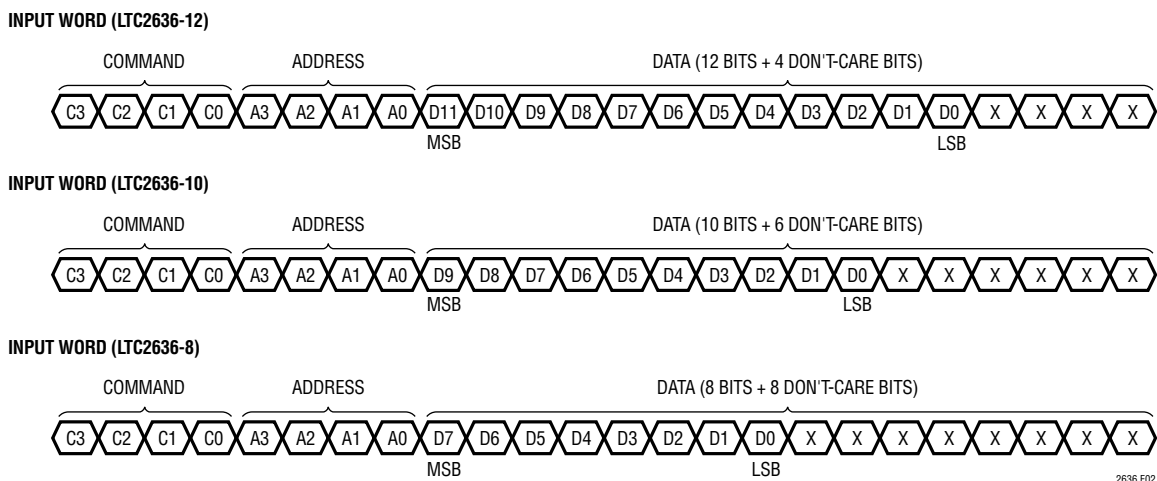 INPUT WORD (LTC2636-12)
COMMAND ADDRESS DATA (12 BITS + 4 DON'T-CARE BITS)
C3 C2 C1 C0 A3 A2 A1 A0 D11 D10 D9 D8 D7 D6 D5 D4 D3 D2 D1 D0 X X X X
MSB LSB
INPUT WORD (LTC2636-10)
COMMAND ADDRESS DATA (10 BITS + 6 DON'T-CARE BITS)
C3 C2 C1 C0 A3 A2 A1 A0 D9 D8 D7 D6 D5 D4 D3 D2 D1 D0 X X X X X X
MSB LSB
INPUT WORD (LTC2636-8)
COMMAND ADDRESS DATA (8 BITS + 8 DON'T-CARE BITS)
C3 C2 C1 C0 A3 A2 A1 A0 D7 D6 D5 D4 D3 D2 D1 D0 X X X X X X X X
MSB LSB
2636 F02